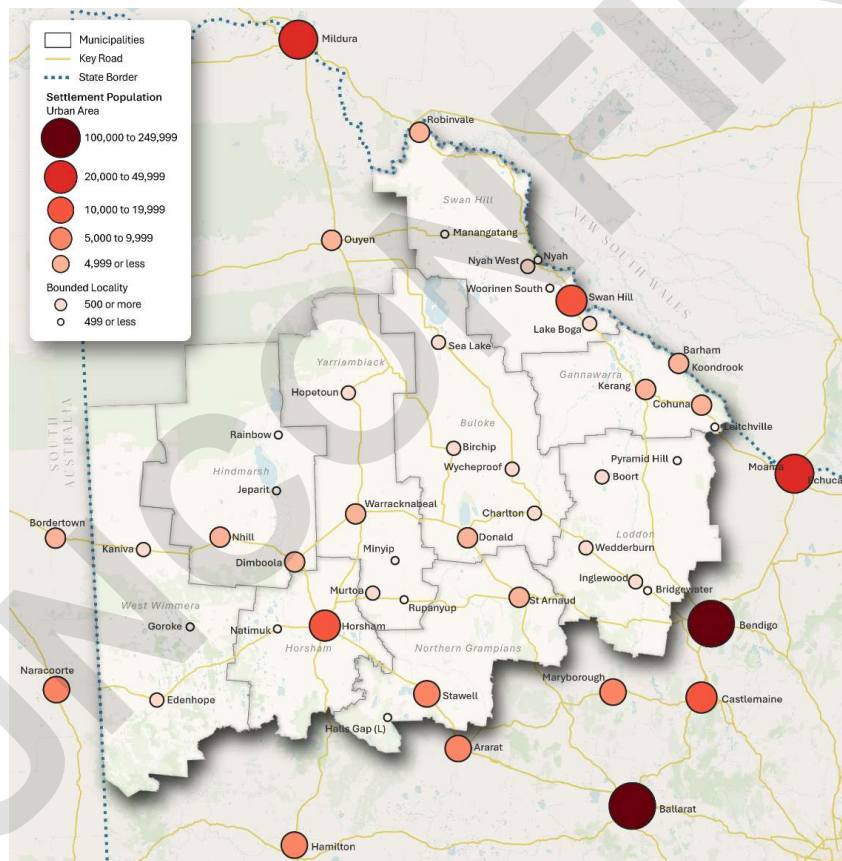 Municipalities
Key Road
State Border
Settlement Population
Urban Area
100,000 to 249,999
20,000 to 49,999
10,000 to 19,999
5,000 to 9,999
4,999 or less
Bounded Locality
500 or more
499 or less
Mildura
Robinvale
Swan Hill
Manangatang
Ouyen
Nyah
Nyah West
NEW SOUTH WALES
Woorinen South
Swan Hill
Lake Boga
Sea Lake
Barham
Koondrook
Yarriambiack
Gannawarra
Kerang
Hopetoun
Cohuna
Buloke
Leitchville
Rainbow
SOUTH
AUSTRALIA
Birchip
Hindmarsh
Wycheproof
Pyramid Hill
Moama
Echuca
Boort
Jeparit
Warracknabeal
Charlton
Bordertown
Nhill
Donald
Loddon
Kaniva
Wedderburn
Minyip
Dimboola
Inglewood
Bridgewater
Murtoa
Rupanyup
St Arnaud
West Wimmera
Goroke
Natimuk
Horsham
Bendigo
Horsham
Northern Grampians
Naracoorte
Maryborough
Edenhope
Stawell
Castlemaine
Halls Gap (L)
Ararat
Ballarat
Hamilton